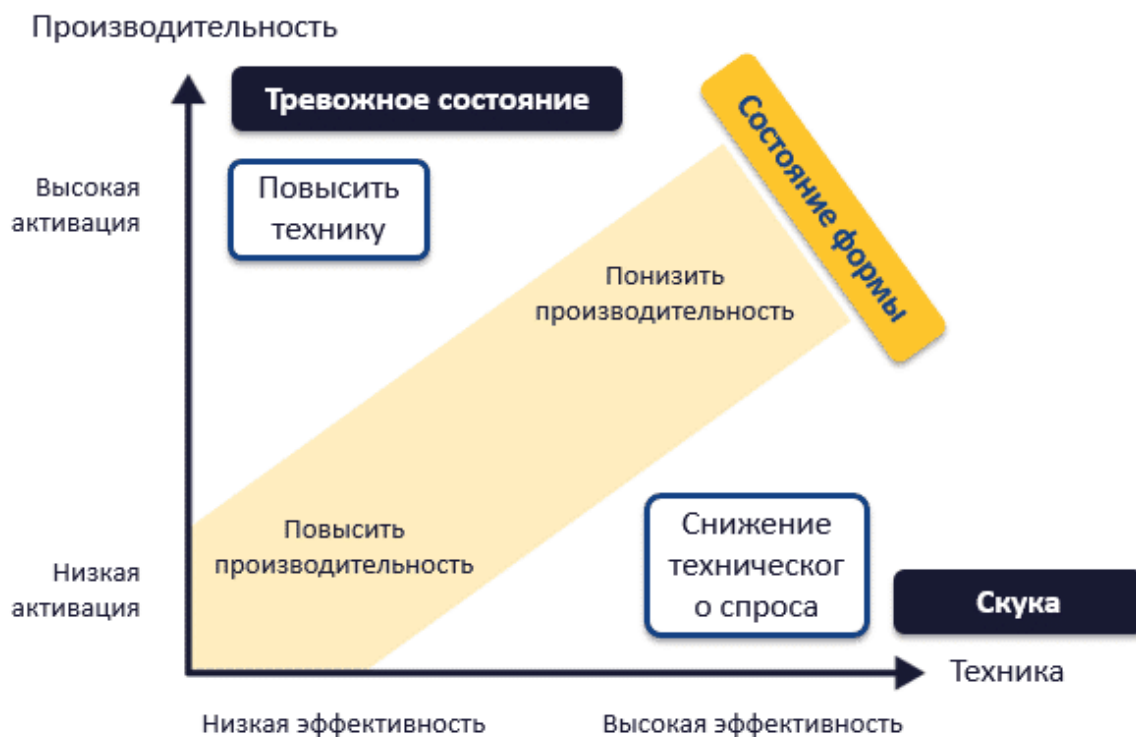 Производительность
Тревожное состояние
Состояние формы
Высокая
активация
Повысить
технику
Понизить
производительность
Повысить
производительность
Снижение
техническог
о спроса
Низкая
активация
Скука
Техника
Низкая эффективность
Высокая эффективность